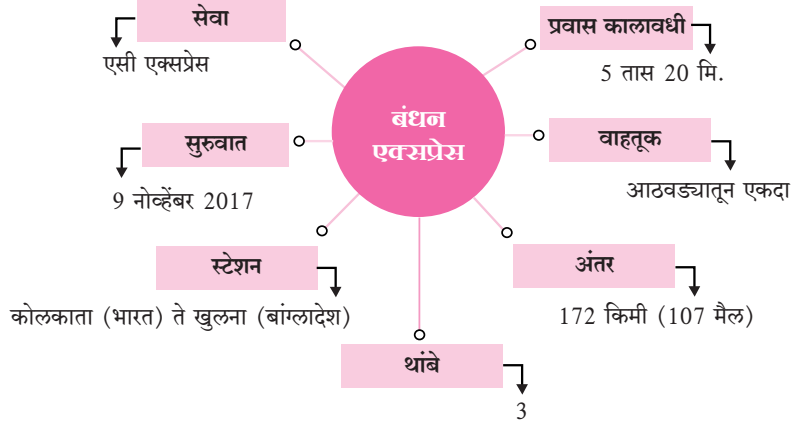 बंधन
एक्सप्रेस
सेवा
एसी एक्सप्रेस
प्रवास कालावधी
5 तास 20 मि.
सुरुवात
9 नोव्हेंबर 2017
वाहतूक
आठवड्यातून एकदा
स्टेशन
कोलकाता (भारत) ते खुलना (बांग्लादेश)
अंतर
172 किमी (107 मैल)
थांबे
3